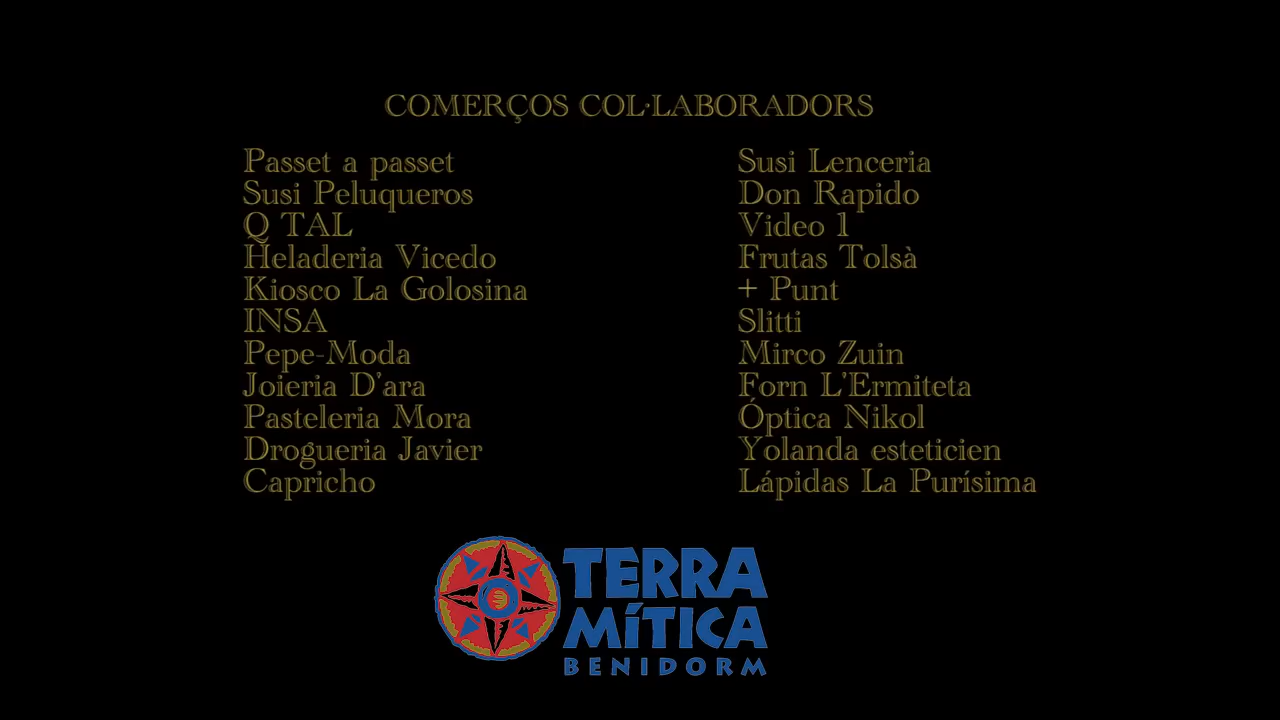 COMERÇOS COL·LABORADORS
Passet a passet
Susi Peluqueros
Q TAL
Heladeria Vicedo
Kiosco La Golosina
INSA
Pepe-Moda
Joieria D'ara
Pasteleria Mora
Drogueria Javier
Capricho
Susi Lenceria
Don Rapido
Video 1
Frutas Tolsà
+ Punt
Slitti
Mirco Zuin
Forn L'Ermiteta
Óptica Nikol
Yolanda esteticien
Lápidas La Purísima
TERRA
MÍTICA
BENIDORM